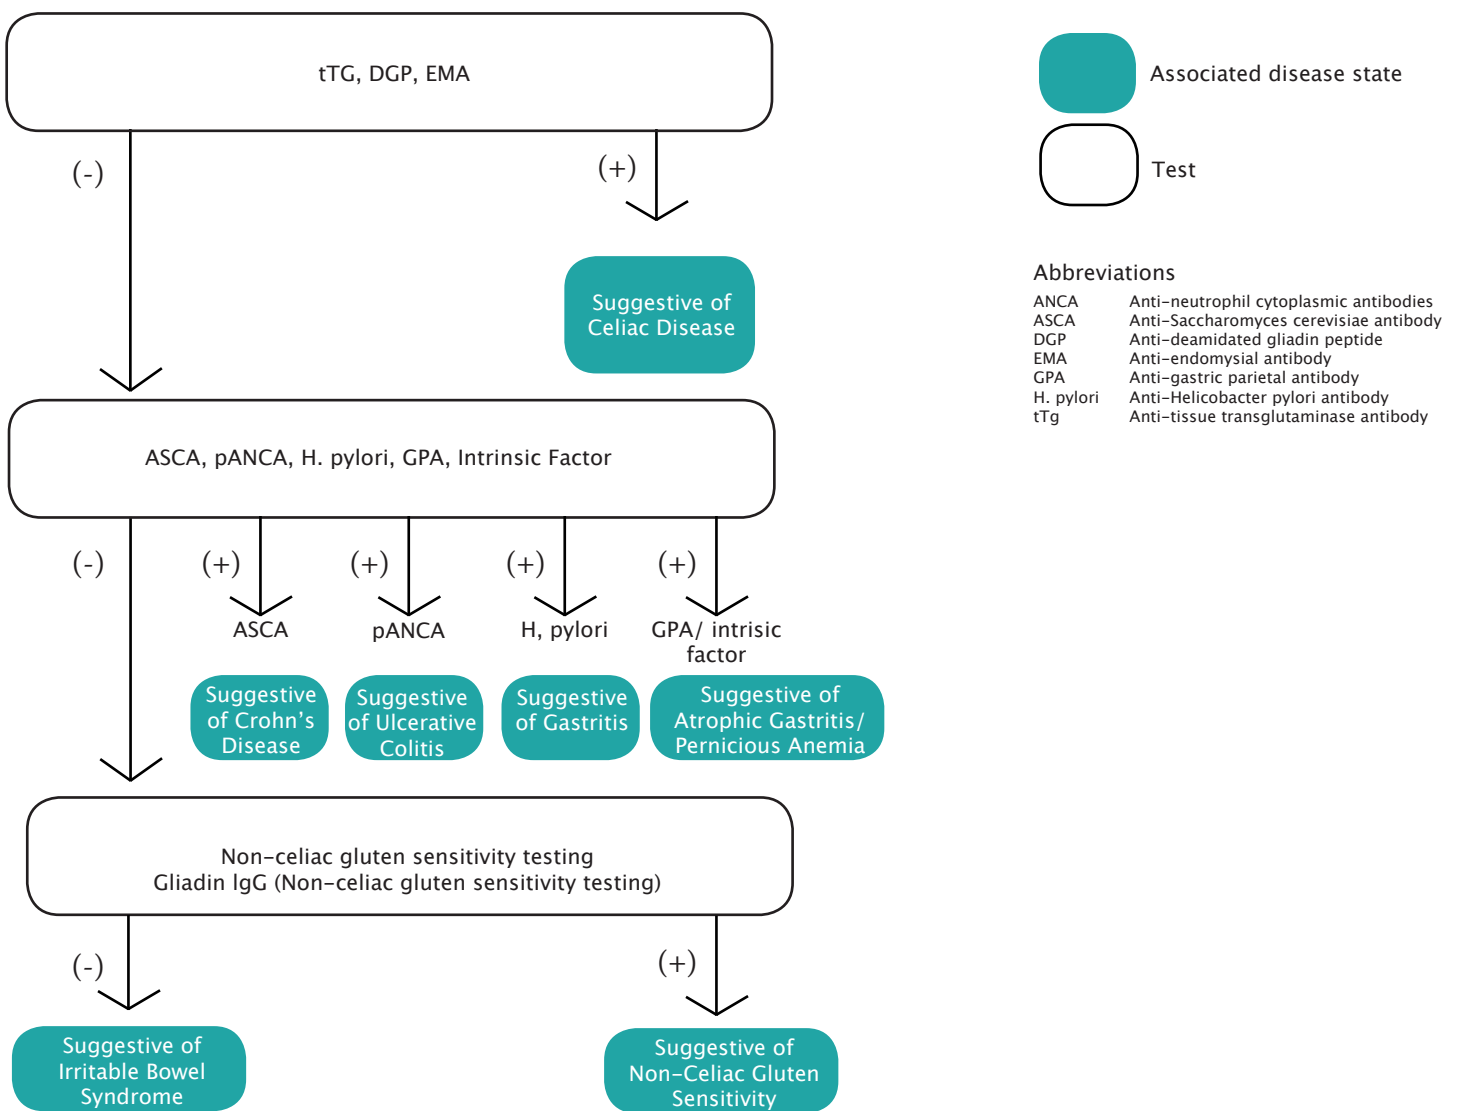 tTG, DGP, EMA
(-)
(+)
Suggestive of
Celiac Disease
ASCA, pANCA, H. pylori, GPA, Intrinsic Factor
(-)
(+)
(+)
(+)
(+)
ASCA
pANCA
H, pylori
GPA/ intrisic
factor
Suggestive
of Crohn's
Disease
Suggestive
of Ulcerative
Colitis
Suggestive
of Gastritis
Suggestive of
Atrophic Gastritis/
Pernicious Anemia
Non-celiac gluten sensitivity testing
Gliadin lgG (Non-celiac gluten sensitivity testing)
(-)
(+)
Suggestive of
Irritable Bowel
Syndrome
Suggestive of
Non-Celiac Gluten
Sensitivity
Associated disease state
Test
Abbreviations
ANCA Anti-neutrophil cytoplasmic antibodies
ASCA Anti-Saccharomyces cerevisiae antibody
DGP Anti-deamidated gliadin peptide
EMA Anti-endomysial antibody
GPA Anti-gastric parietal antibody
H. pylori Anti-Helicobacter pylori antibody
tTg Anti-tissue transglutaminase antibody